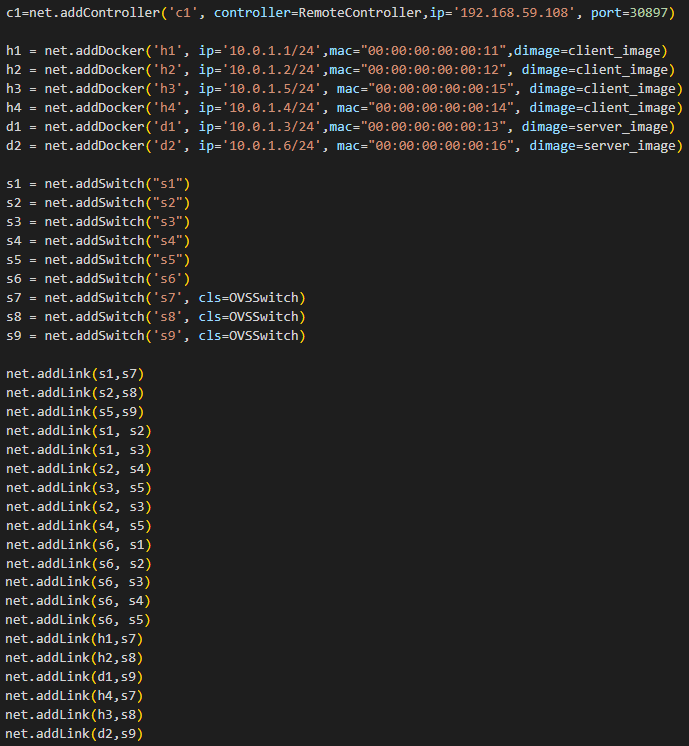 c1=net.addController('c1', controller=RemoteController,ip='192.168.59.108', port=30897)
h1 = net.addDocker('h1', ip='10.0.1.1/24',mac="00:00:00:00:00:11",dimage=client_image)
h2 = net.addDocker('h2', ip='10.0.1.2/24',mac="00:00:00:00:00:12", dimage=client_image)
h3 = net.addDocker('h3', ip='10.0.1.5/24', mac="00:00:00:00:00:15", dimage=client_image)
h4 = net.addDocker('h4', ip='10.0.1.4/24', mac="00:00:00:00:00:14", dimage=client_image)
d1 = net.addDocker('d1', ip='10.0.1.3/24',mac="00:00:00:00:00:13", dimage=server_image)
d2 = net.addDocker('d2', ip='10.0.1.6/24', mac="00:00:00:00:00:16", dimage=server_image)
s1 = net.addSwitch("s1")
s2 = net.addSwitch("s2")
s3 = net.addSwitch("s3")
s4 = net.addSwitch("s4")
s5 = net.addSwitch("s5")
s6 = net.addSwitch('s6')
s7 = net.addSwitch('s7', cls=OVSSwitch)
s8 = net.addSwitch('s8', cls=OVSSwitch)
s9 = net.addSwitch('s9', cls=OVSSwitch)
net.addLink(s1,s7)
net.addLink(s2,s8)
net.addLink(s5,s9)
net.addLink(s1, s2)
net.addLink(s1, s3)
net.addLink(s2, s4)
net.addLink(s3, s5)
net.addLink(s2, s3)
net.addLink(s4, s5)
net.addLink(s6, s1)
net.addLink(s6, s2)
net.addLink(s6, s3)
net.addLink(s6, s4)
net.addLink(s6, s5)
net.addLink(h1,s7)
net.addLink(h2,s8)
net.addLink(d1,s9)
net.addLink(h4,s7)
net.addLink(h3,s8)
net.addLink(d2,s9)